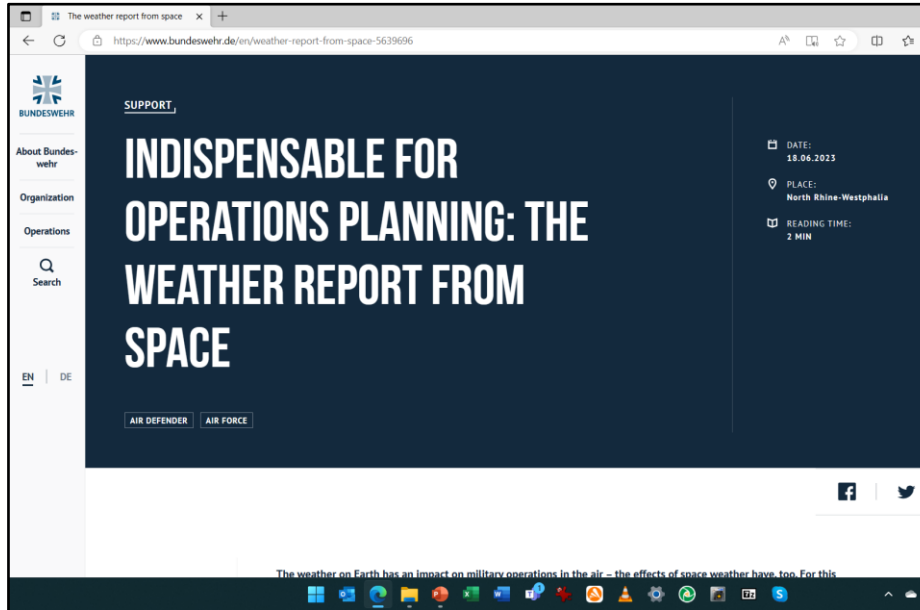 The weather report from space
https://www.bundeswehr.de/en/weather-report-from-space-5639696
BUNDESWEHR
About Bundes-
wehr
Organization
Operations
Search
EN | DE
SUPPORT
INDISPENSABLE FOR
OPERATIONS PLANNING: THE
WEATHER REPORT FROM
SPACE
AIR DEFENDER
AIR FORCE
DATE:
18.06.2023
PLACE:
North Rhine-Westphalia
READING TIME:
2 MIN
The weather on Earth has an impact on military operations in the air – the effects of space weather have, too. For this